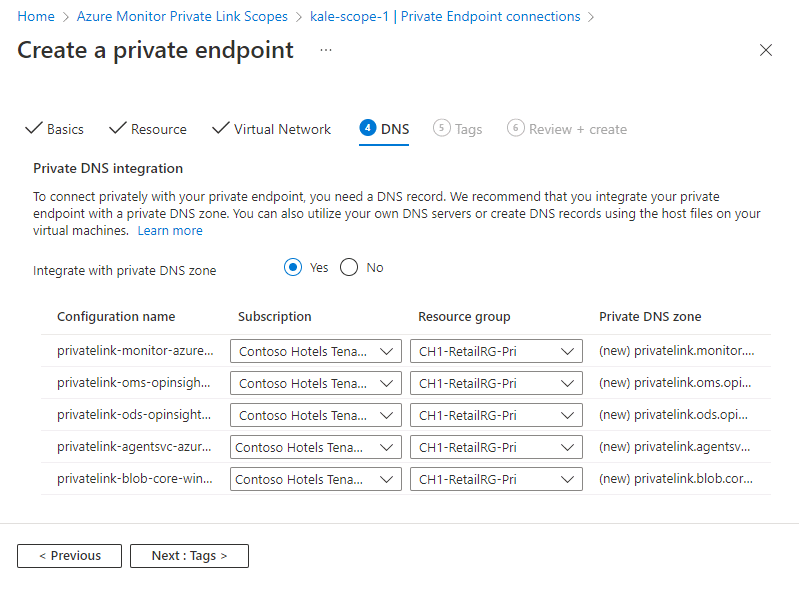 Home > Azure Monitor Private Link Scopes > kale-scope-1 | Private Endpoint connections >
Create a private endpoint ...
Basics Resource Virtual Network 4 DNS 5 Tags 6 Review + create
Private DNS integration
To connect privately with your private endpoint, you need a DNS record. We recommend that you integrate your private
endpoint with a private DNS zone. You can also utilize your own DNS servers or create DNS records using the host files on your
virtual machines. Learn more
Integrate with private DNS zone Yes No
Configuration name Subscription Resource group Private DNS zone
privatelink-monitor-azure... Contoso Hotels Tena... CH1-RetailRG-Pri (new) privatelink.monitor....
privatelink-oms-opinsigh... Contoso Hotels Tena... CH1-RetailRG-Pri (new) privatelink.oms.opi...
privatelink-ods-opinsight... Contoso Hotels Tena... CH1-RetailRG-Pri (new) privatelink.ods.opi...
privatelink-agentsvc-azur... Contoso Hotels Tena... CH1-RetailRG-Pri (new) privatelink.agentsv...
privatelink-blob-core-win... Contoso Hotels Tena... CH1-RetailRG-Pri (new) privatelink.blob.cor...
< Previous Next : Tags >